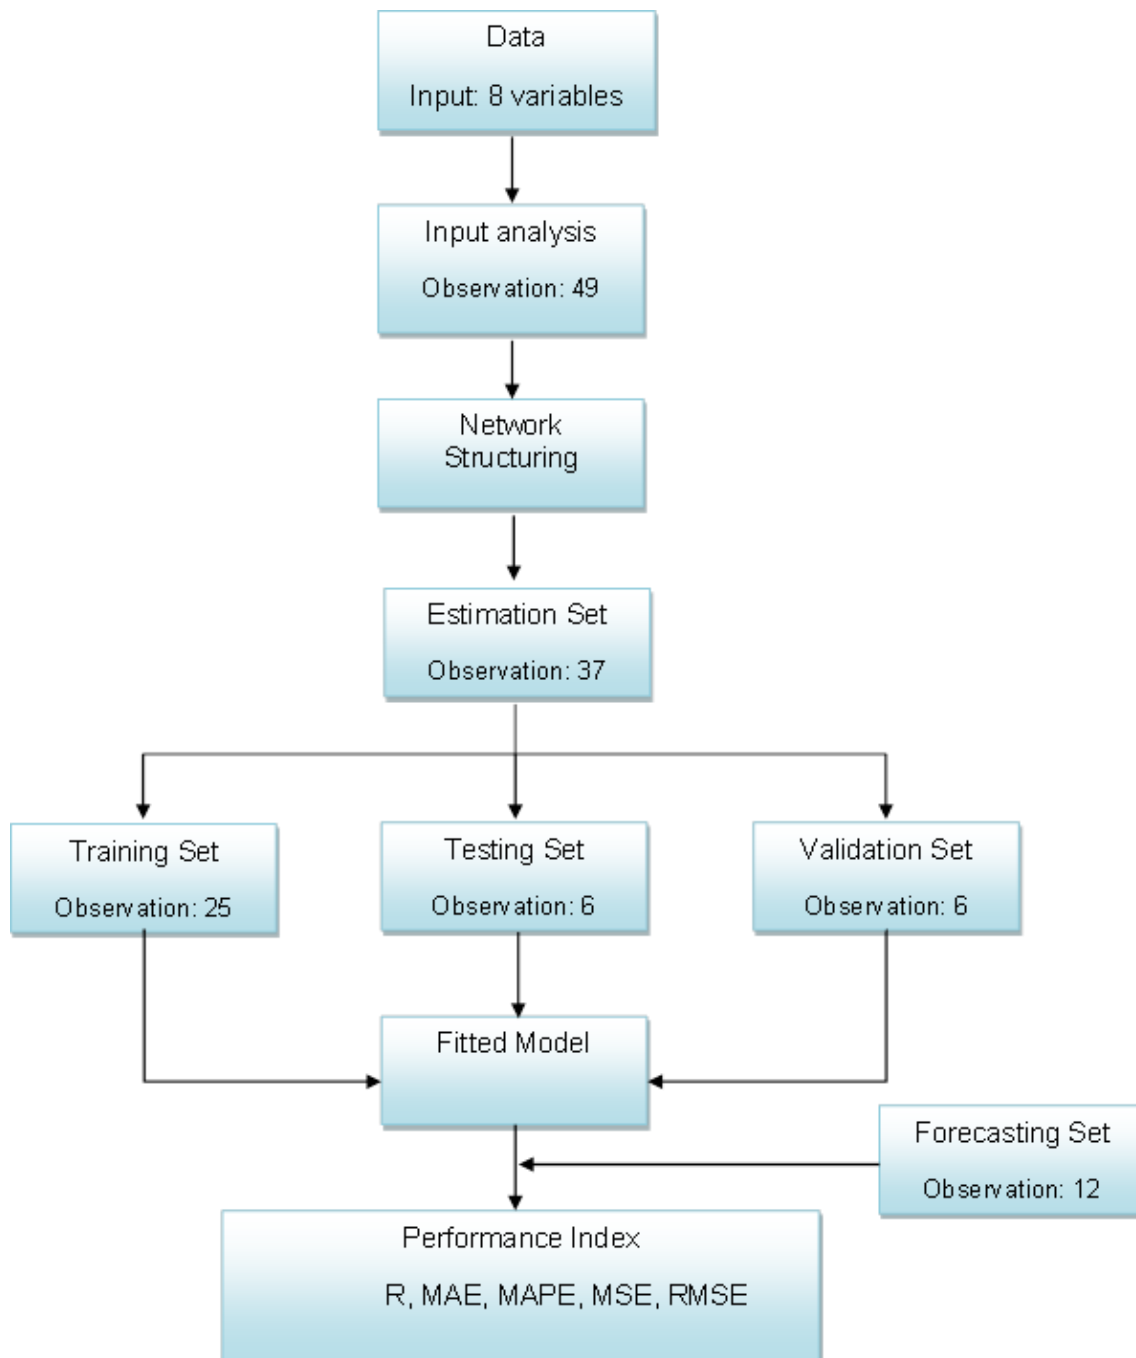 Data
Input: 8 variables
Input analysis
Observation: 49
Network
Structuring
Estimation Set
Observation: 37
Training Set
Observation: 25
Testing Set
Observation: 6
Validation Set
Observation: 6
Fitted Model
Forecasting Set
Observation: 12
Performance Index
R, MAE, MAPE, MSE, RMSE